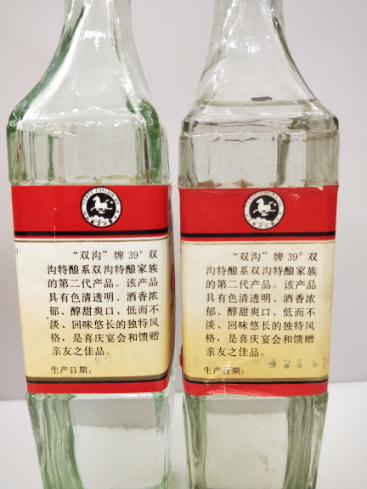 “双沟”牌39°双
沟特酿系双沟特酿家族
的第二代产品。该产品
具有色清透明、酒香浓
郁、醇甜爽口、低而不
淡、回味悠长的独特风
格，是喜庆宴会和馈赠
亲友之佳品。
生产日期：
“双沟”牌39°双
沟特酿系双沟特酿家族
的第二代产品。该产品
具有色清透明、酒香浓
郁、醇甜爽口、低而不
淡、回味悠长的独特风
格，是喜庆宴会和馈赠
亲友之佳品。
生产日期：